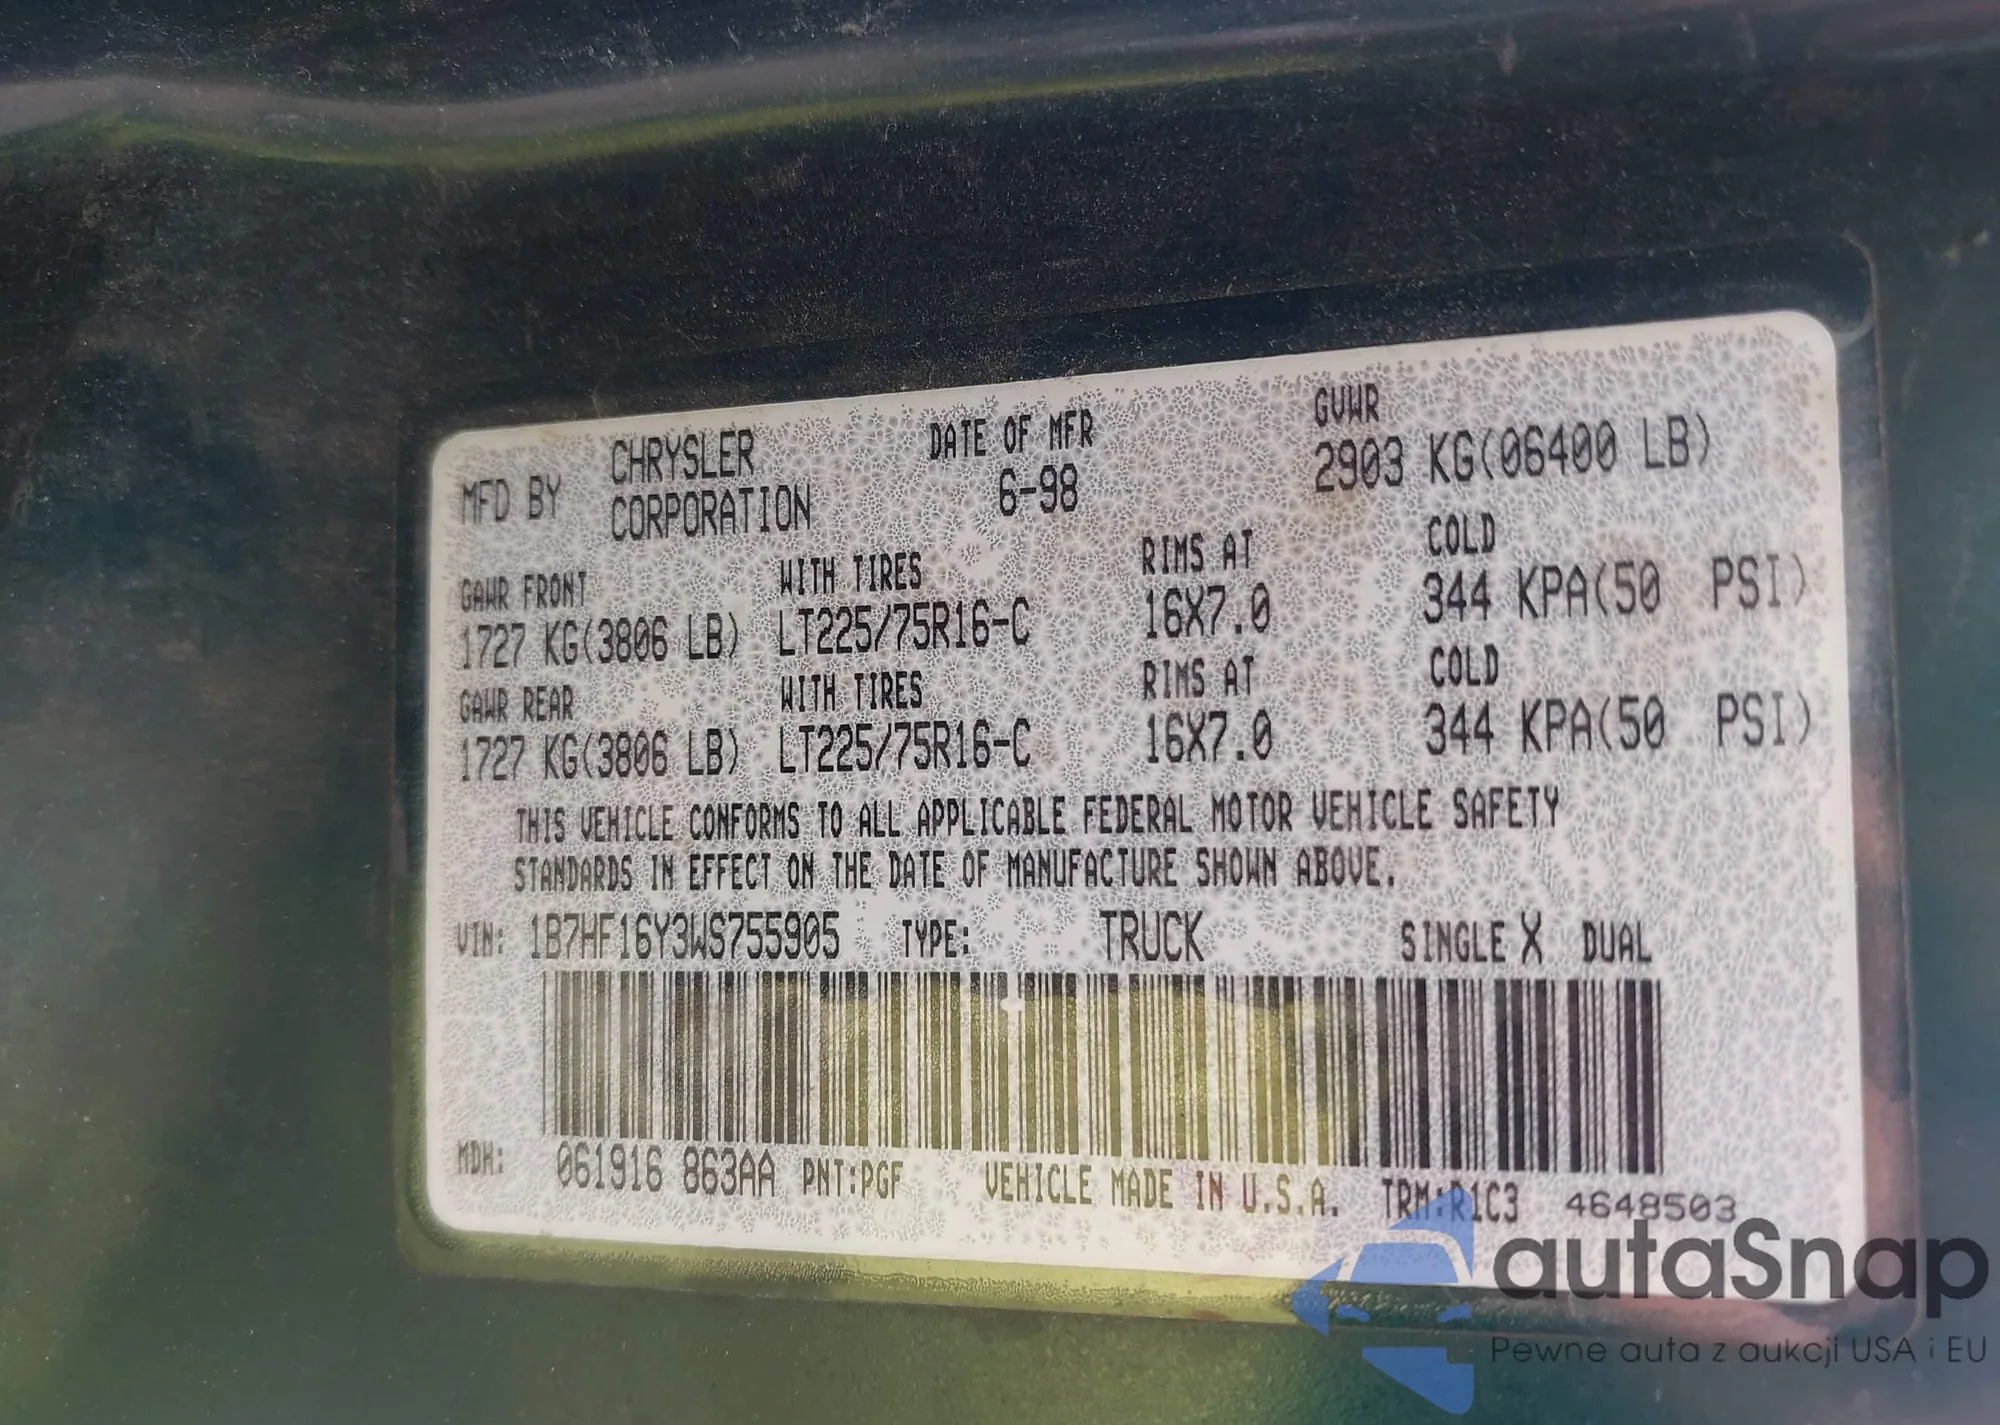 MFD BY CHRYSLER CORPORATION DATE OF MFR 6-98 GVWR 2903 KG(06400 LB)
GAWR FRONT WITH TIRES RIMS AT COLD
1727 KG(3806 LB) LT225/75R16-C 16X7.0 344 KPA(50 PSI)
GAWR REAR WITH TIRES RIMS AT COLD
1727 KG(3806 LB) LT225/75R16-C 16X7.0 344 KPA(50 PSI)
THIS VEHICLE CONFORMS TO ALL APPLICABLE FEDERAL MOTOR VEHICLE SAFETY
STANDARDS IN EFFECT ON THE DATE OF MANUFACTURE SHOWN ABOVE.
VIN: 1B7HF16Y3WS755905 TYPE: TRUCK SINGLE X DUAL
MDH: 061916 863AA PNT:PGF VEHICLE MADE IN U.S.A. TRM:R1C3 4648503
autaSnap
Pewne auta z aukcji USA i EU